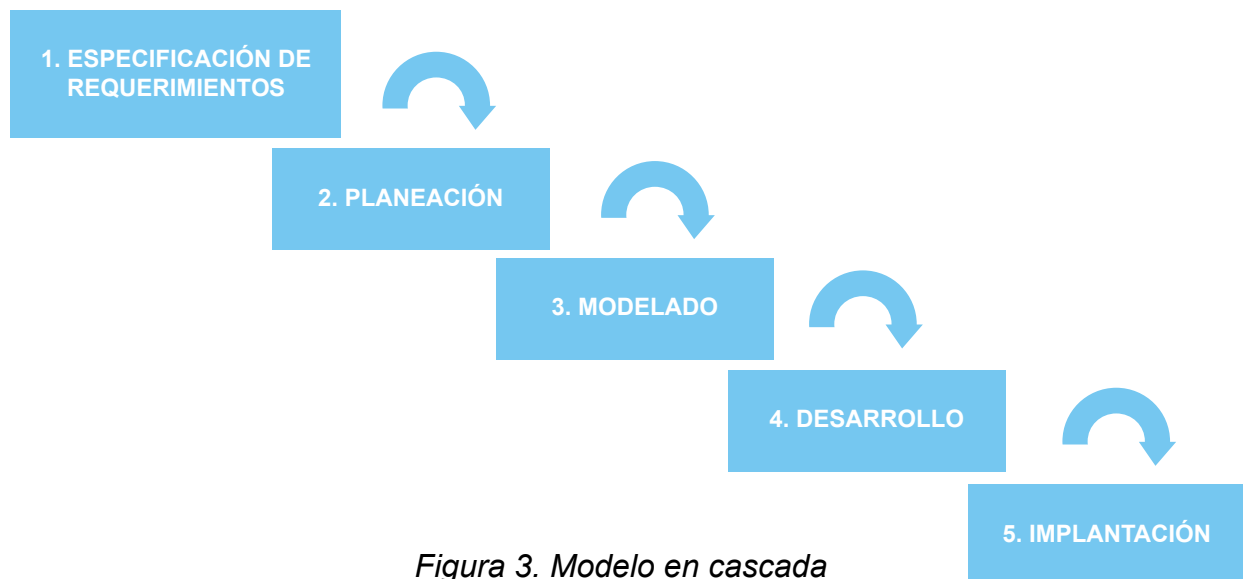 1. ESPECIFICACIÓN DE
REQUERIMIENTOS
2. PLANEACIÓN
3. MODELADO
4. DESARROLLO
5. IMPLANTACIÓN
Figura 3. Modelo en cascada